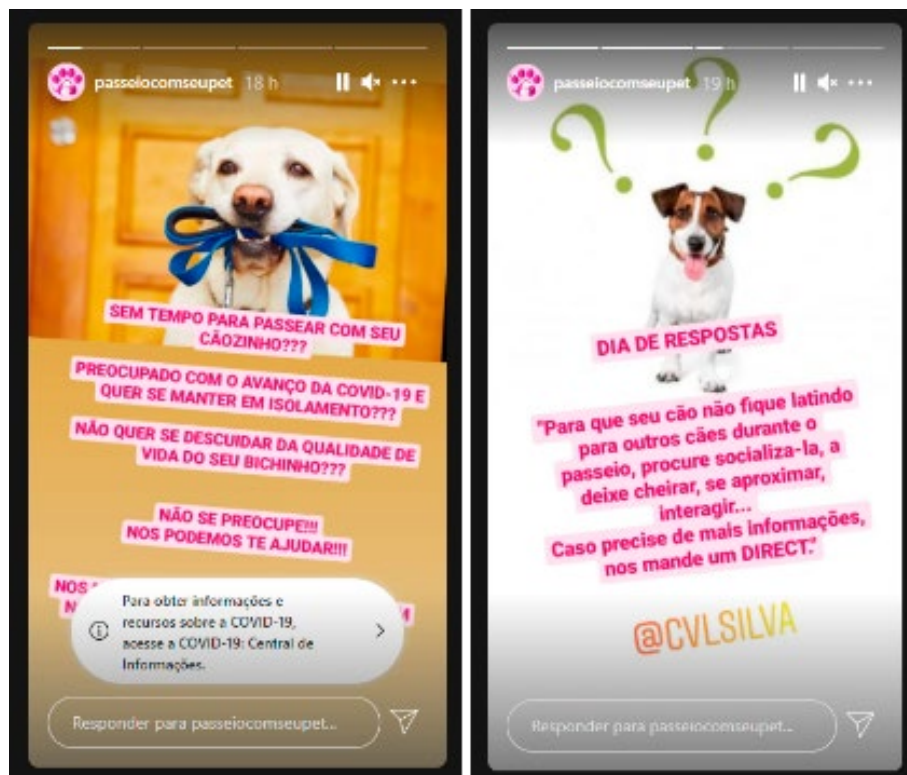 passeiocomseupet 18 h
SEM TEMPO PARA PASSEAR COM SEU
CÃOZINHO???
PREOCUPADO COM O AVANÇO DA COVID-19 E
QUER SE MANTER EM ISOLAMENTO???
NÃO QUER SE DESCUIDAR DA QUALIDADE DE
VIDA DO SEU BICHINHO???
NÃO SE PREOCUPE!!!
NOS PODEMOS TE AJUDAR!!!
NOS
Para obter informações e
recursos sobre a COVID-19,
acesse a COVID-19: Central de
Informações.
Responder para passeiocomseupet...
passeiocomseupet 19 h
? ? ?
DIA DE RESPOSTAS
"Para que seu cão não fique latindo
para outros cães durante o
passeio, procure socializa-la, a
deixe cheirar, se aproximar,
interagir...
Caso precise de mais informações,
nos mande um DIRECT."
@CVLSILVA
Responder para passeiocomseupet...